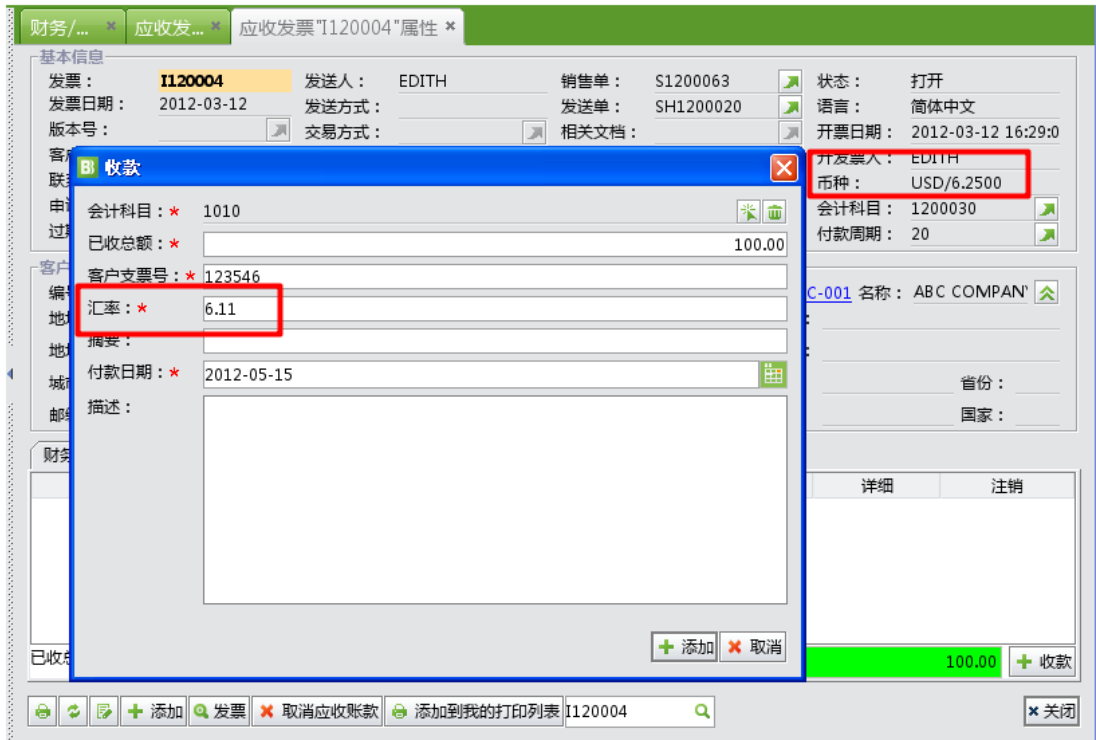 财务/...
应收发...
应收发票"I120004"属性
基本信息
发票： I120004 发送人： EDITH 销售单： S1200063 状态： 打开
发票日期： 2012-03-12 发送方式： 发送单： SH1200020 语言： 简体中文
版本号： 交易方式： 相关文档： 开票日期： 2012-03-12 16:29:0
开发票人： EDITH
币种： USD/6.2500
会计科目： 1200030
付款周期： 20
收款
会计科目：* 1010
已收总额：* 100.00
客户支票号：* 123546
汇率：* 6.11
摘要：
付款日期：* 2012-05-15
描述：
添加 取消
客户
C-001 名称： ABC COMPAN
省份：
国家：
财务
详细 注销
100.00 收款
添加 发票 取消应收账款 添加到我的打印列表 I120004 关闭